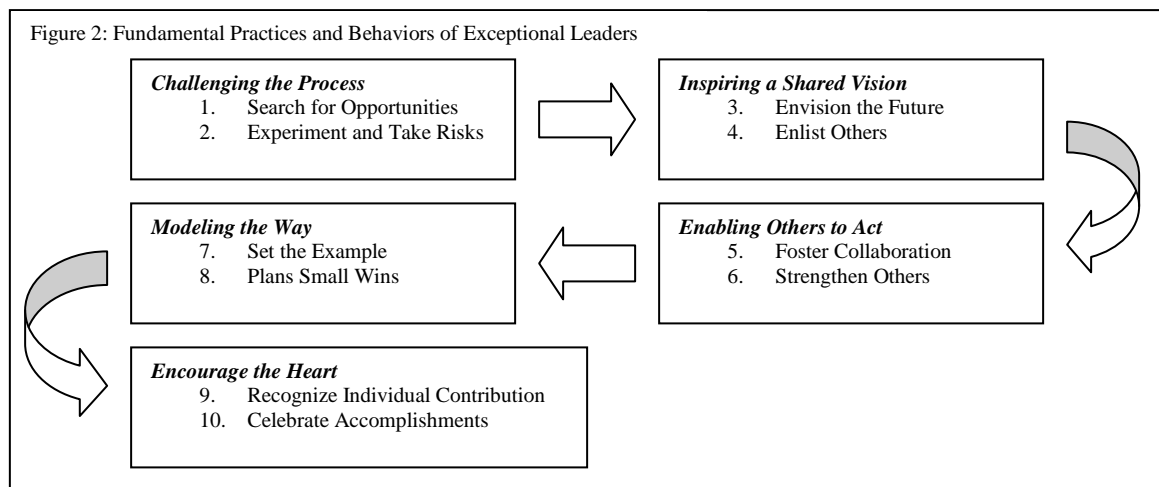 Figure 2: Fundamental Practices and Behaviors of Exceptional Leaders
Challenging the Process
1. Search for Opportunities
2. Experiment and Take Risks
Inspiring a Shared Vision
3. Envision the Future
4. Enlist Others
Enabling Others to Act
5. Foster Collaboration
6. Strengthen Others
Modeling the Way
7. Set the Example
8. Plans Small Wins
Encourage the Heart
9. Recognize Individual Contribution
10. Celebrate Accomplishments